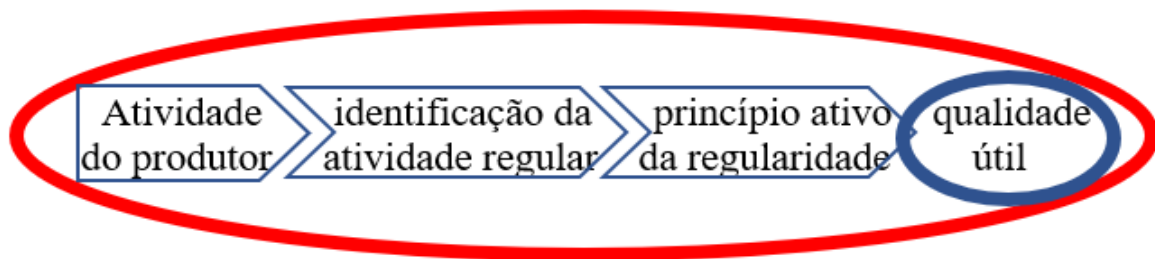 Atividade
do produtor
identificação da
atividade regular
princípio ativo
da regularidade
qualidade
útil